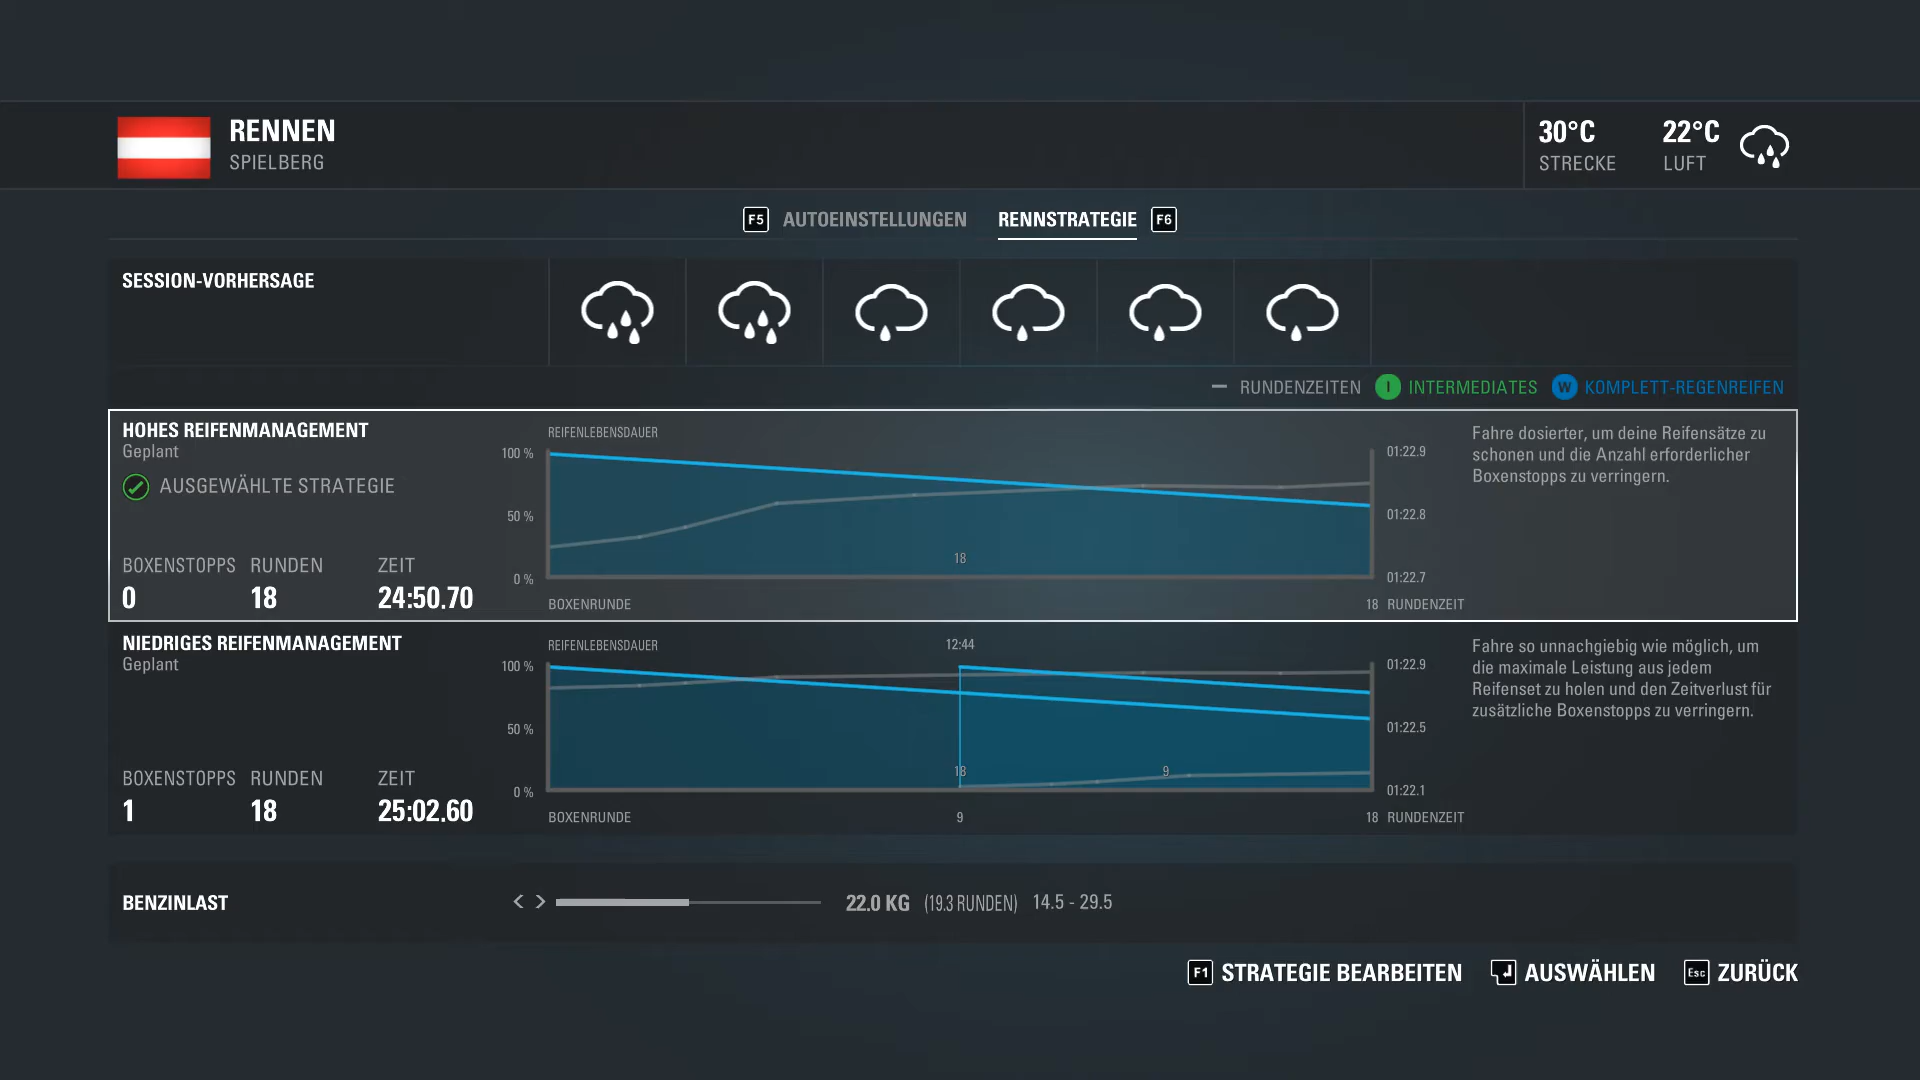 RENNEN
SPIELBERG
30°C
STRECKE
22°C
LUFT
F5 AUTOEINSTELLUNGEN RENNSTRATEGIE F6
SESSION-VORHERSAGE
RUNDENZEITEN I INTERMEDIATES W KOMPLETT-REGENREIFEN
HOHES REIFENMANAGEMENT
Geplant
AUSGEWÄHLTE STRATEGIE
BOXENSTOPPS RUNDEN ZEIT
0 18 24:50.70
REIFENLEBENSDAUER
100 %
50 %
0 %
18
01:22.9
01:22.8
01:22.7
BOXENRUNDE 18 RUNDENZEIT
Fahre dosierter, um deine Reifensätze zu
schonen und die Anzahl erforderlicher
Boxenstopps zu verringern.
NIEDRIGES REIFENMANAGEMENT
Geplant
BOXENSTOPPS RUNDEN ZEIT
1 18 25:02.60
REIFENLEBENSDAUER 12:44
100 %
50 %
0 %
18 9
01:22.9
01:22.5
01:22.1
BOXENRUNDE 9 18 RUNDENZEIT
Fahre so unnachgiebig wie möglich, um
die maximale Leistung aus jedem
Reifenset zu holen und den Zeitverlust für
zusätzliche Boxenstopps zu verringern.
BENZINLAST 22.0 KG (19.3 RUNDEN) 14.5 - 29.5
F1 STRATEGIE BEARBEITEN AUSWÄHLEN Esc ZURÜCK